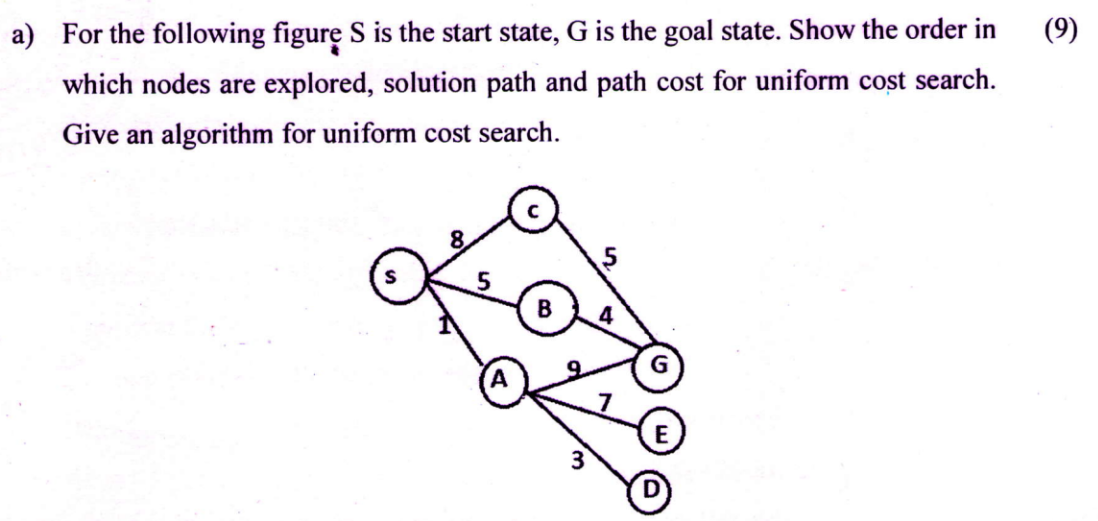 a) For the following figure S is the start state, G is the goal state. Show the order in (9)
which nodes are explored, solution path and path cost for uniform cost search.
Give an algorithm for uniform cost search.
C
8
5
S
5
B
4
1
G
9
A
7
E
3
D